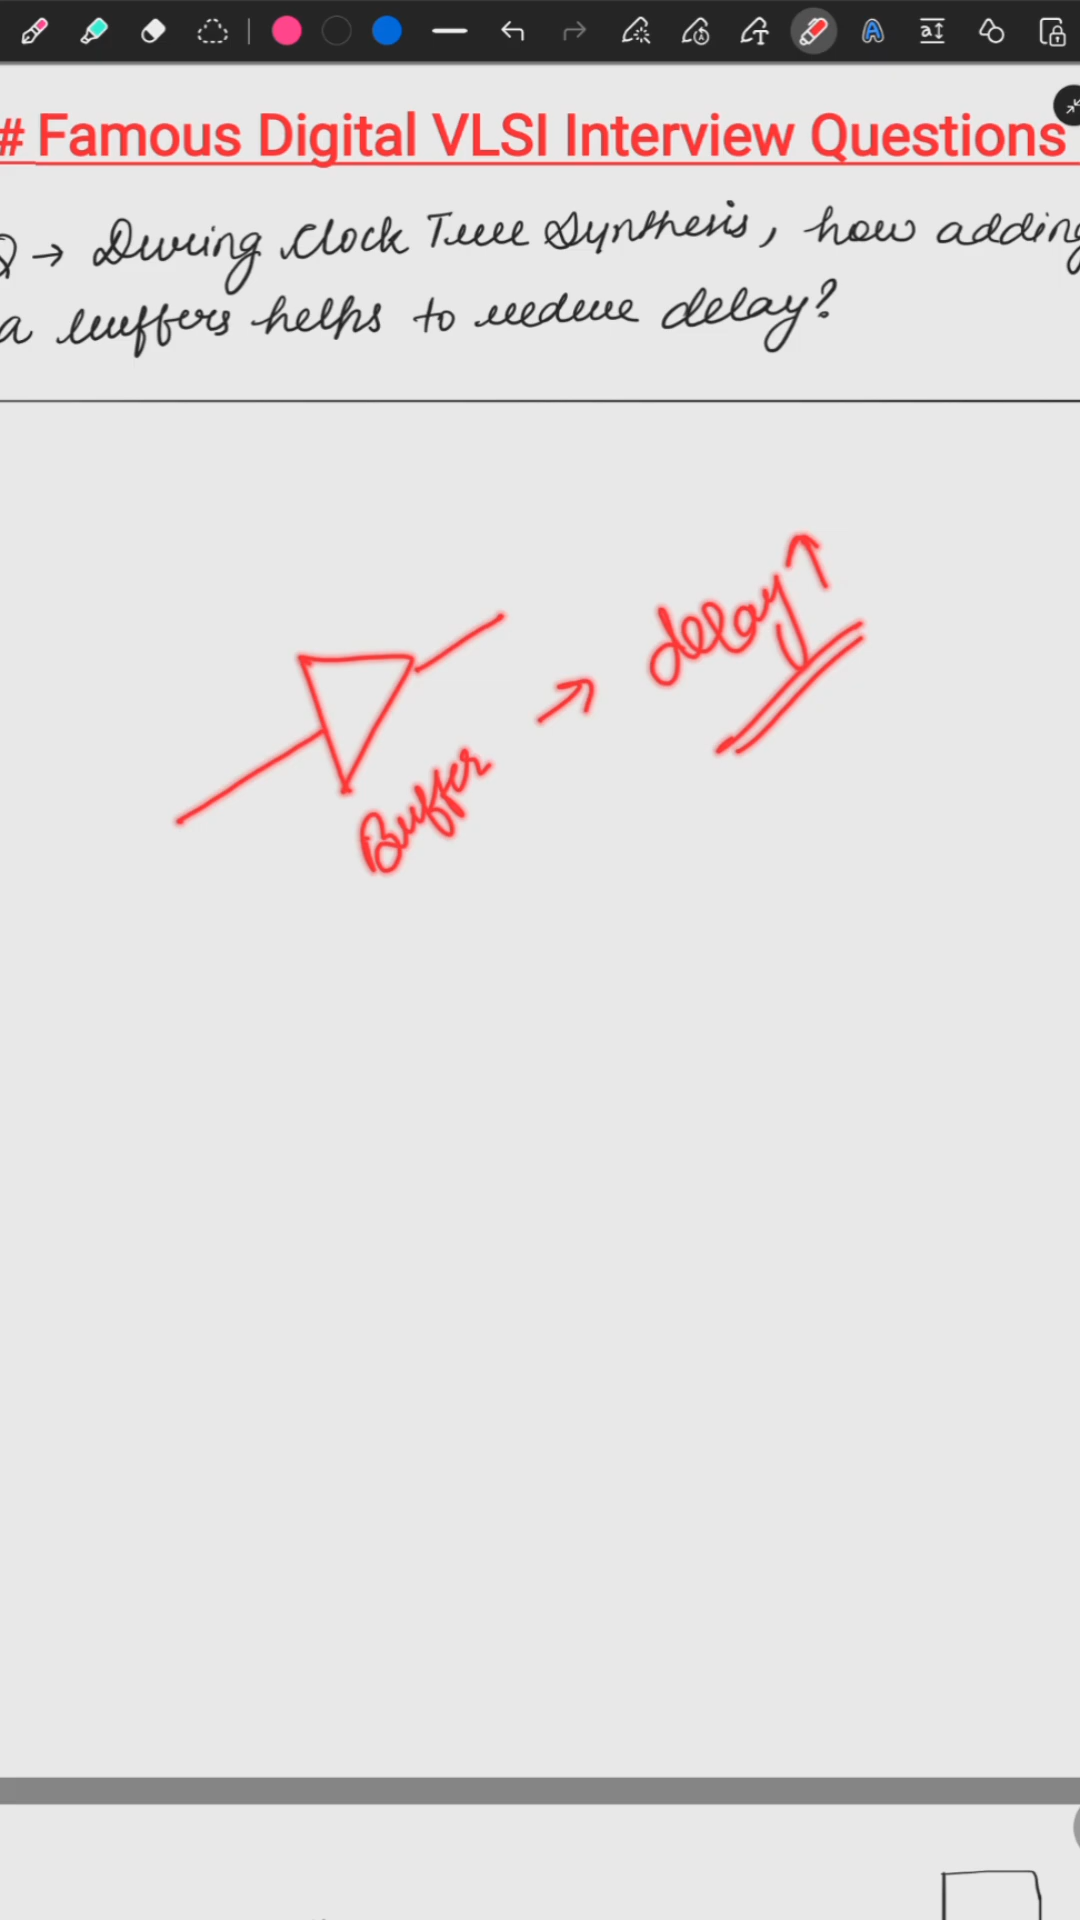 # Famous Digital VLSI Interview Questions
Q → During Clock Tree Synthesis, how adding
a buffers helps to reduce delay?
delay ↑
Buffer →